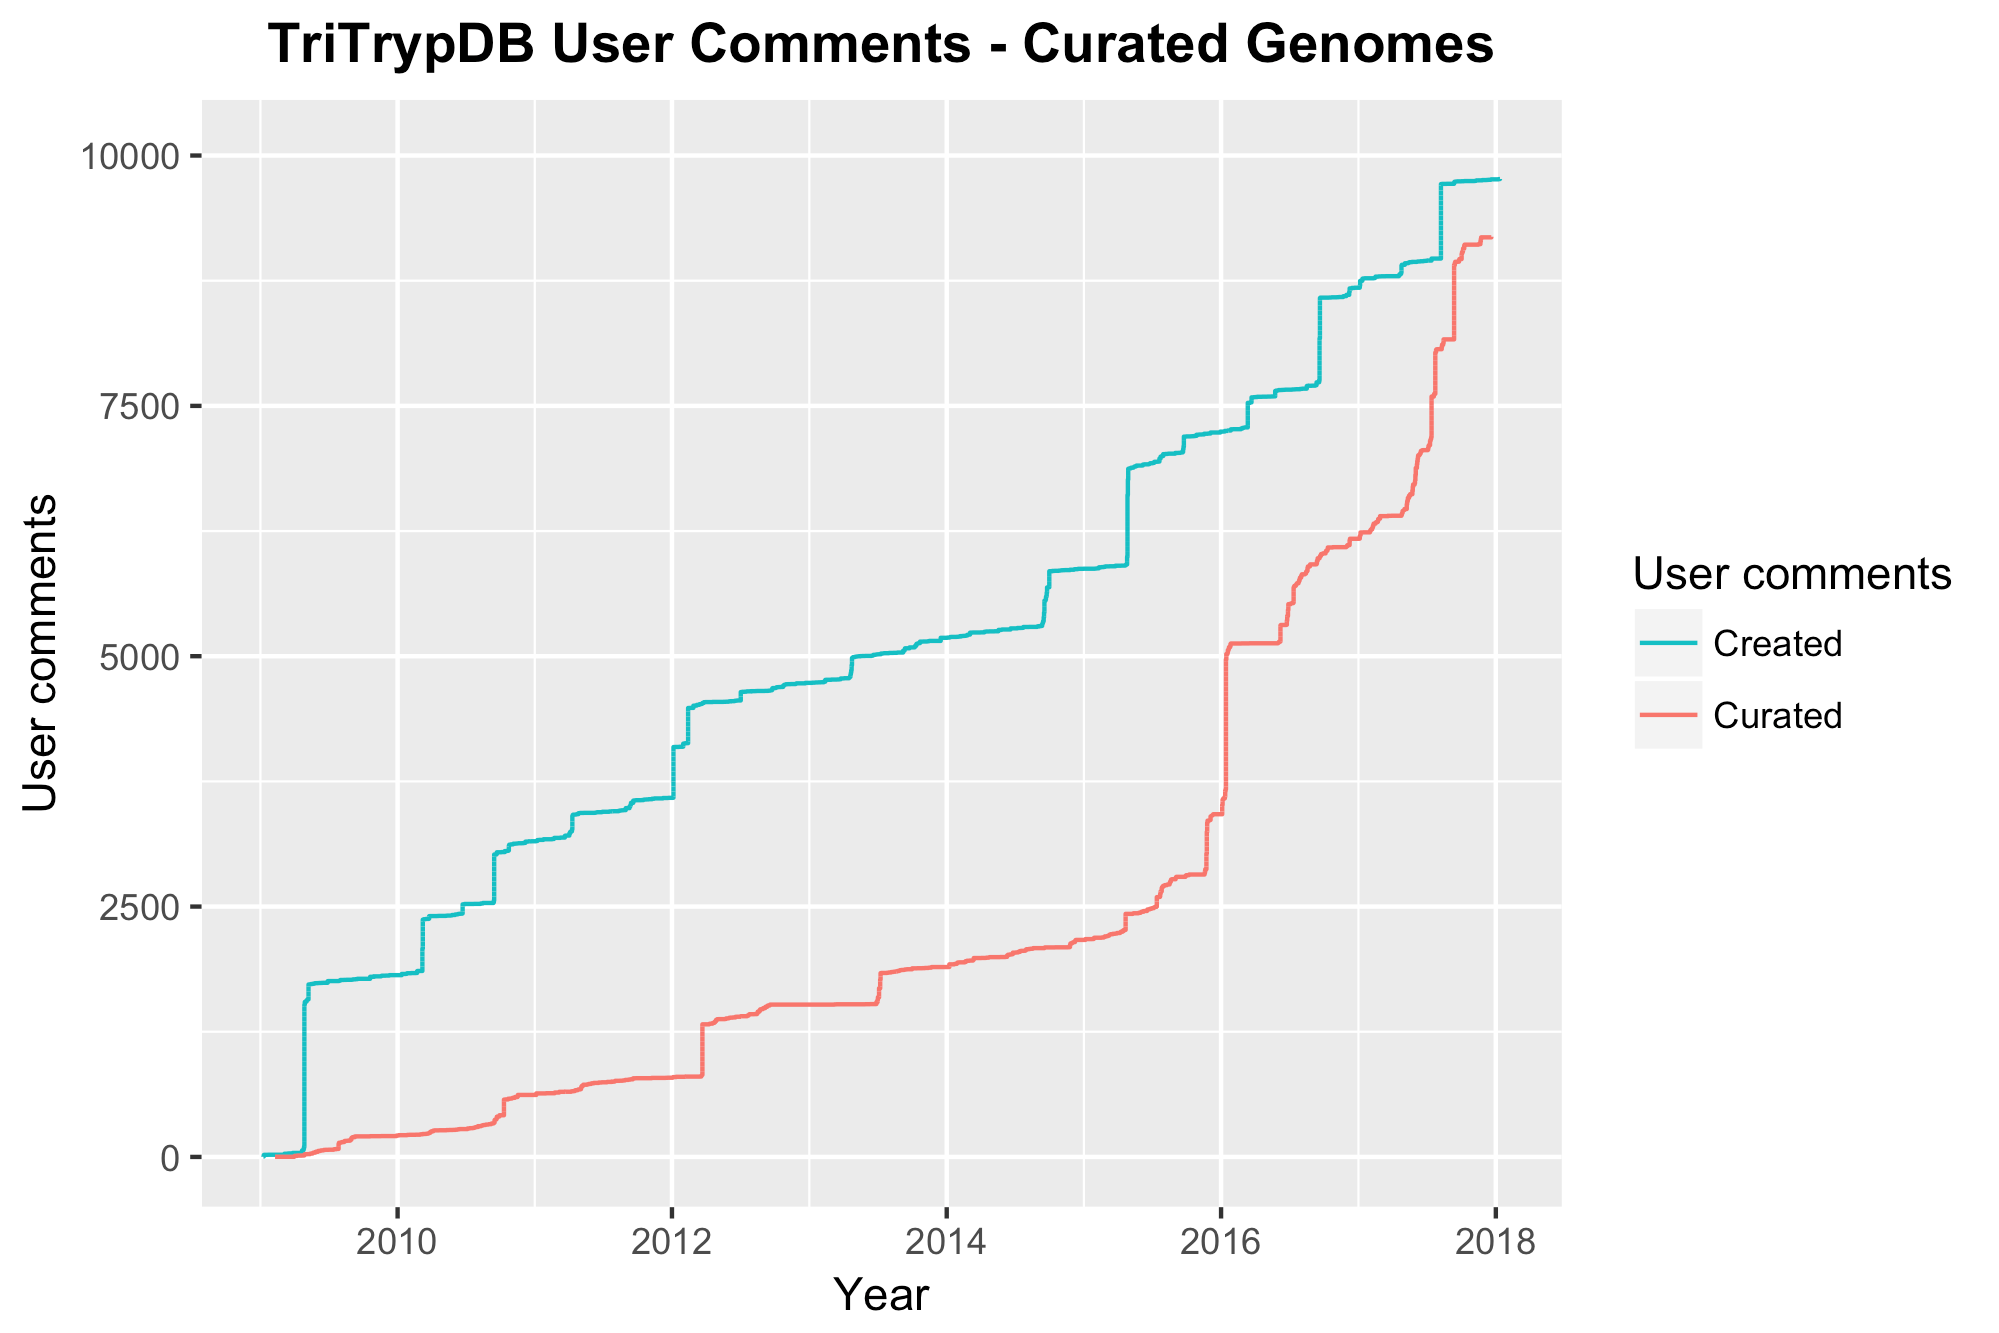 TriTrypDB User Comments - Curated Genomes
10000
7500
5000
2500
0
User comments
2010 2012 2014 2016 2018
Year
User comments
Created
Curated